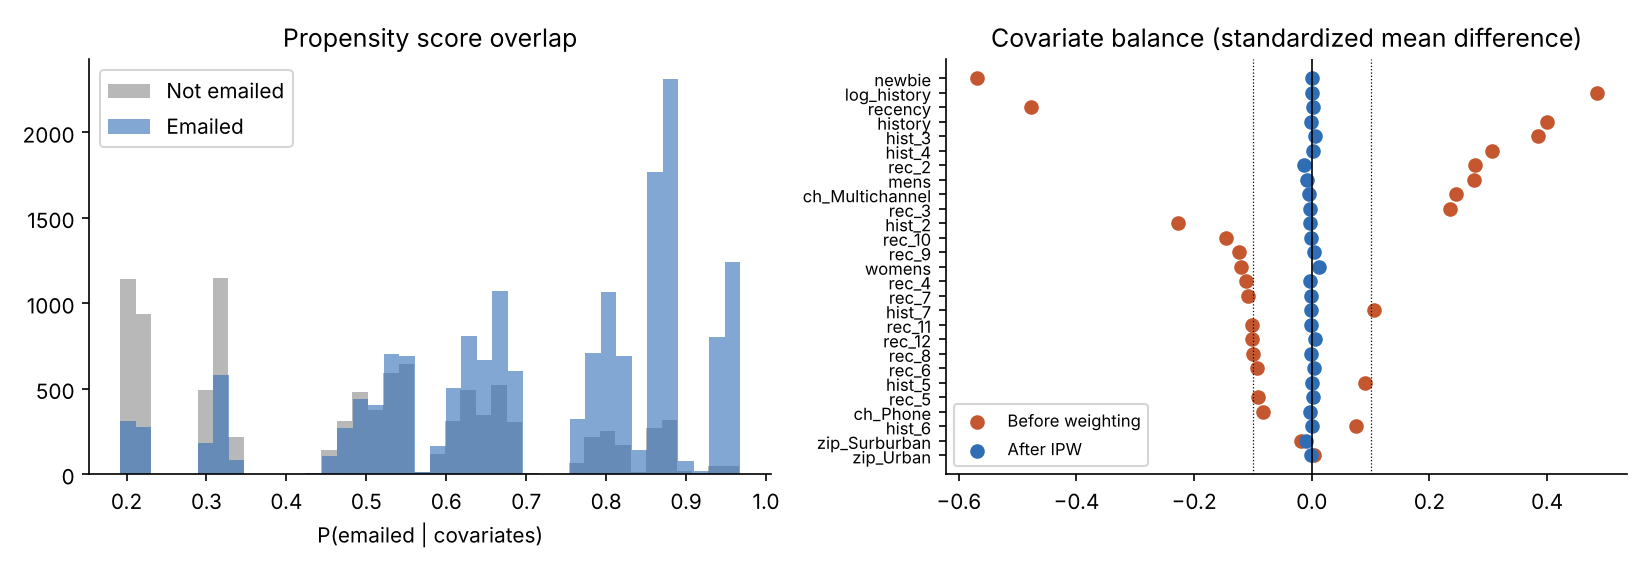 Propensity score overlap
Not emailed
Emailed
2000
1500
1000
500
0
0.2 0.3 0.4 0.5 0.6 0.7 0.8 0.9 1.0
P(emailed | covariates)
Covariate balance (standardized mean difference)
newbie
log_history
recency
history
hist_3
hist_4
rec_2
mens
ch_Multichannel
rec_3
hist_2
rec_10
rec_9
womens
rec_4
rec_7
hist_7
rec_11
rec_12
rec_8
rec_6
hist_5
rec_5
ch_Phone
hist_6
zip_Surburban
zip_Urban
Before weighting
After IPW
−0.6 −0.4 −0.2 0.0 0.2 0.4